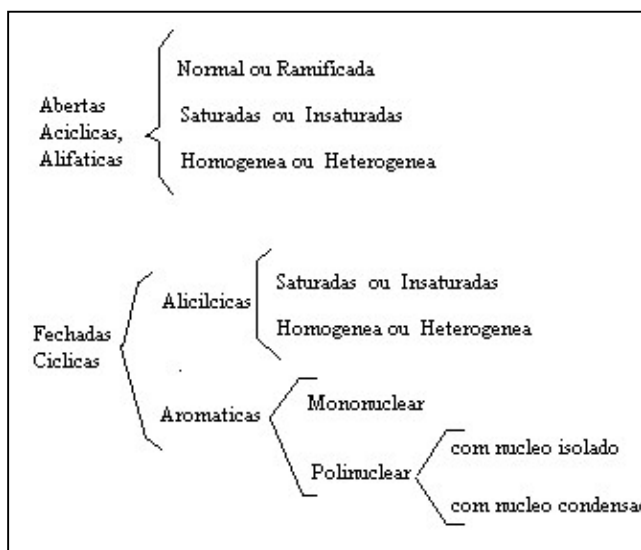 Normal ou Ramificada
Abertas
Aciclicas,
Alifaticas
Saturadas ou Insaturadas
Homogenea ou Heterogenea
Fechadas
Ciclicas
Alicilcicas
Saturadas ou Insaturadas
Homogenea ou Heterogenea
Aromaticas
Mononuclear
Polinuclear
com nucleo isolado
com nucleo condensad